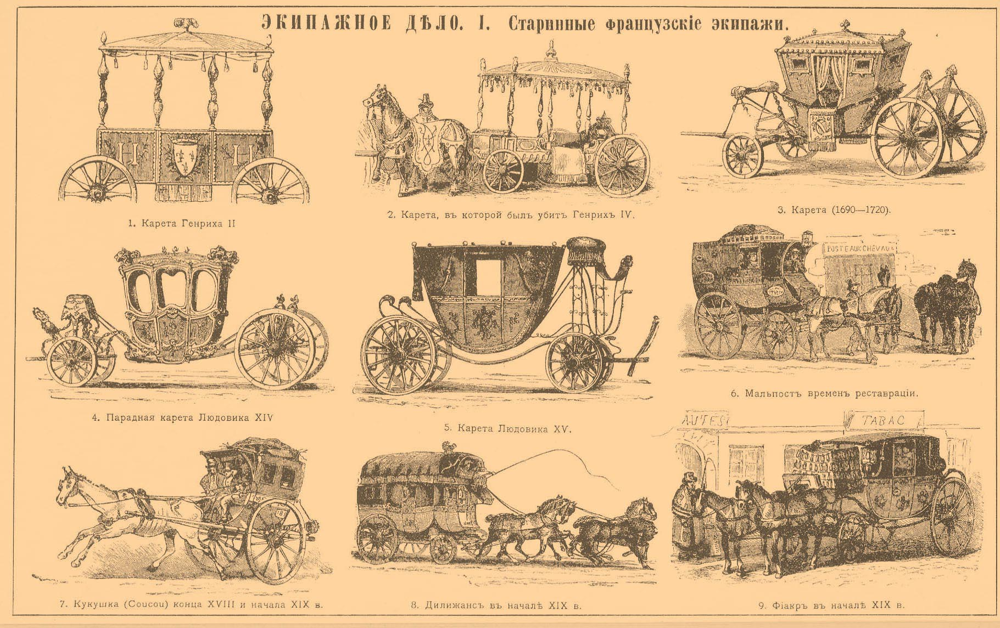 ЭКИПАЖНОЕ ДѢЛО. I. Старинные французскіе экипажи.
H H
1. Карета Генриха II
2. Карета, въ которой былъ убитъ Генрихъ IV.
3. Карета (1690—1720).
4. Парадная карета Людовика XIV
5. Карета Людовика XV.
POSTE AUX CHEVAUX
6. Мальпостъ временъ реставраціи.
7. Кукушка (Coucou) конца XVIII и начала XIX в.
8. Дилижансъ въ началѣ XIX в.
AUTES
TABAC
9. Фіакръ въ началѣ XIX в.